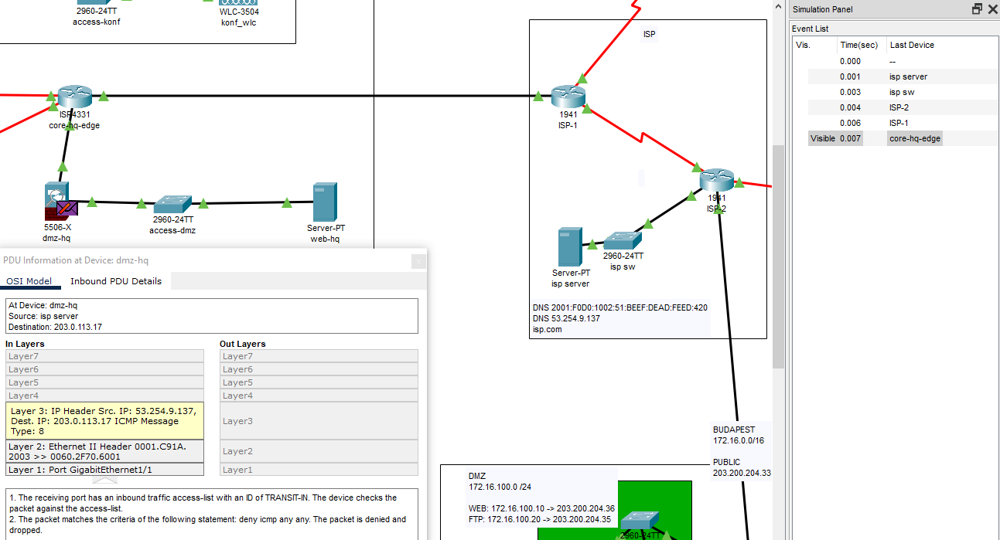 2960-24TT
access-konf
WLC-3504
konf_wlc
ISP
ISR4331
core-hq-edge
1941
ISP-1
1941
ISP-2
5506-X
dmz-hq
2960-24TT
access-dmz
Server-PT
web-hq
2960-24TT
isp sw
Server-PT
isp server
DNS 2001:F0D0:1002:51:BEEF:DEAD:FEED:420
DNS 53.254.9.137
isp.com
BUDAPEST
172.16.0.0/16
PUBLIC
203.200.204.33
DMZ
172.16.100.0 /24
WEB: 172.16.100.10 -> 203.200.204.36
FTP: 172.16.100.20 -> 203.200.204.35
2960-24TT
PDU Information at Device: dmz-hq
OSI Model Inbound PDU Details
At Device: dmz-hq
Source: isp server
Destination: 203.0.113.17
In Layers
Layer7
Layer6
Layer5
Layer4
Layer 3: IP Header Src. IP: 53.254.9.137,
Dest. IP: 203.0.113.17 ICMP Message
Type: 8
Layer 2: Ethernet II Header 0001.C91A.
2003 >> 0060.2F70.6001
Layer 1: Port GigabitEthernet1/1
Out Layers
Layer7
Layer6
Layer5
Layer4
Layer3
Layer2
Layer1
1. The receiving port has an inbound traffic access-list with an ID of TRANSIT-IN. The device checks the
packet against the access-list.
2. The packet matches the criteria of the following statement: deny icmp any any. The packet is denied and
dropped.
Simulation Panel
Event List
Vis. Time(sec) Last Device
0.000 --
0.001 isp server
0.003 isp sw
0.004 ISP-2
0.006 ISP-1
Visible 0.007 core-hq-edge